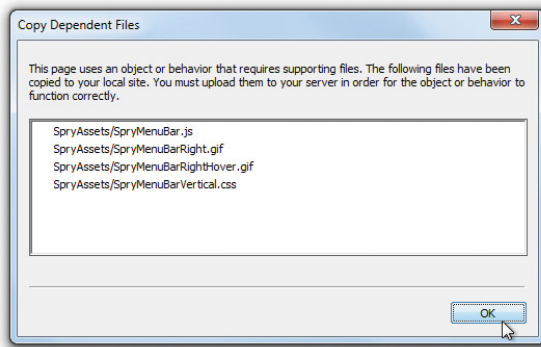 Copy Dependent Files
This page uses an object or behavior that requires supporting files. The following files have been
copied to your local site. You must upload them to your server in order for the object or behavior to
function correctly.
SpryAssets/SpryMenuBar.js
SpryAssets/SpryMenuBarRight.gif
SpryAssets/SpryMenuBarRightHover.gif
SpryAssets/SpryMenuBarVertical.css
OK